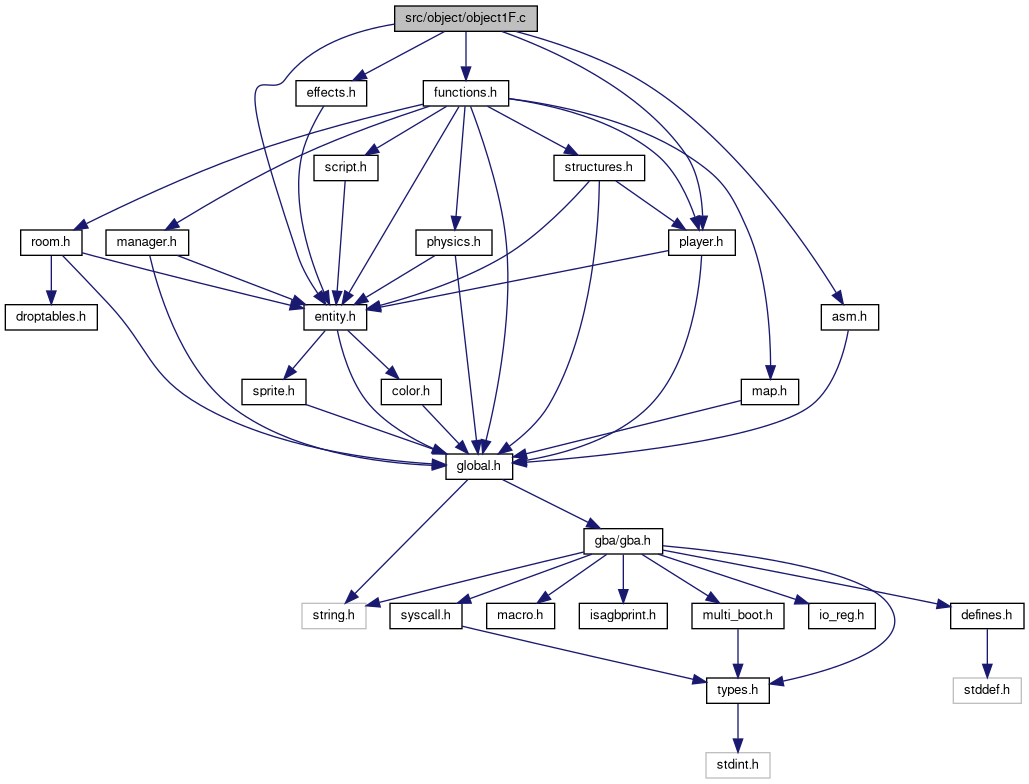 src/object/object1F.c
effects.h
functions.h
script.h
structures.h
room.h
manager.h
physics.h
player.h
droptables.h
entity.h
asm.h
sprite.h
color.h
map.h
global.h
gba/gba.h
string.h
syscall.h
macro.h
isagbprint.h
multi_boot.h
io_reg.h
defines.h
types.h
stddef.h
stdint.h